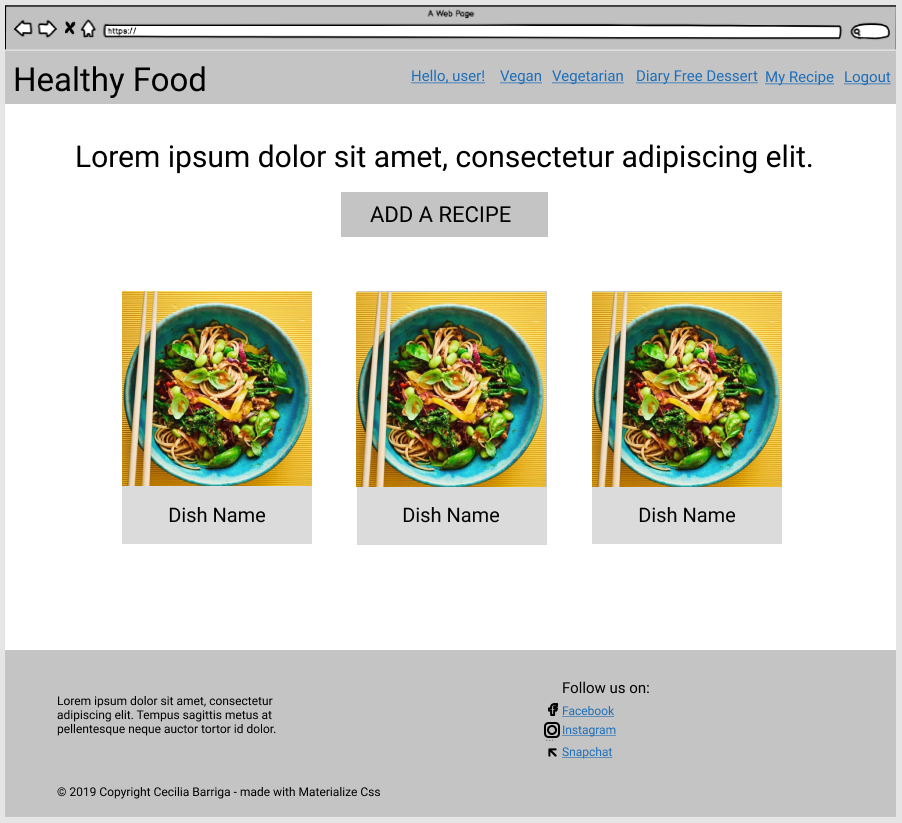 A Web Page
https://
Healthy Food
Hello, user! Vegan Vegetarian Diary Free Dessert My Recipe Logout
Lorem ipsum dolor sit amet, consectetur adipiscing elit.
ADD A RECIPE
Dish Name Dish Name Dish Name
Lorem ipsum dolor sit amet, consectetur
adipiscing elit. Tempus sagittis metus at
pellentesque neque auctor tortor id dolor.
Follow us on:
Facebook
Instagram
Snapchat
© 2019 Copyright Cecilia Barriga - made with Materialize Css